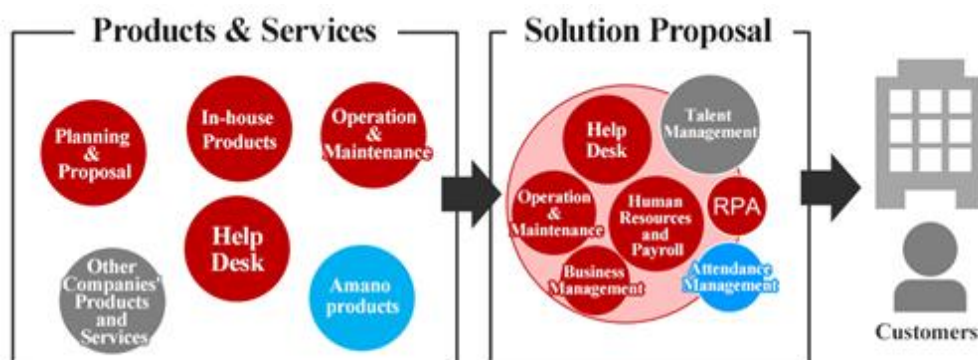 Products & Services
Planning
&
Proposal
In-house
Products
Operation
&
Maintenance
Help
Desk
Other
Companies'
Products
and
Services
Amano
products
Solution Proposal
Help
Desk
Talent
Management
Operation
&
Maintenance
Human
Resources
and
Payroll
RPA
Business
Management
Attendance
Management
Customers